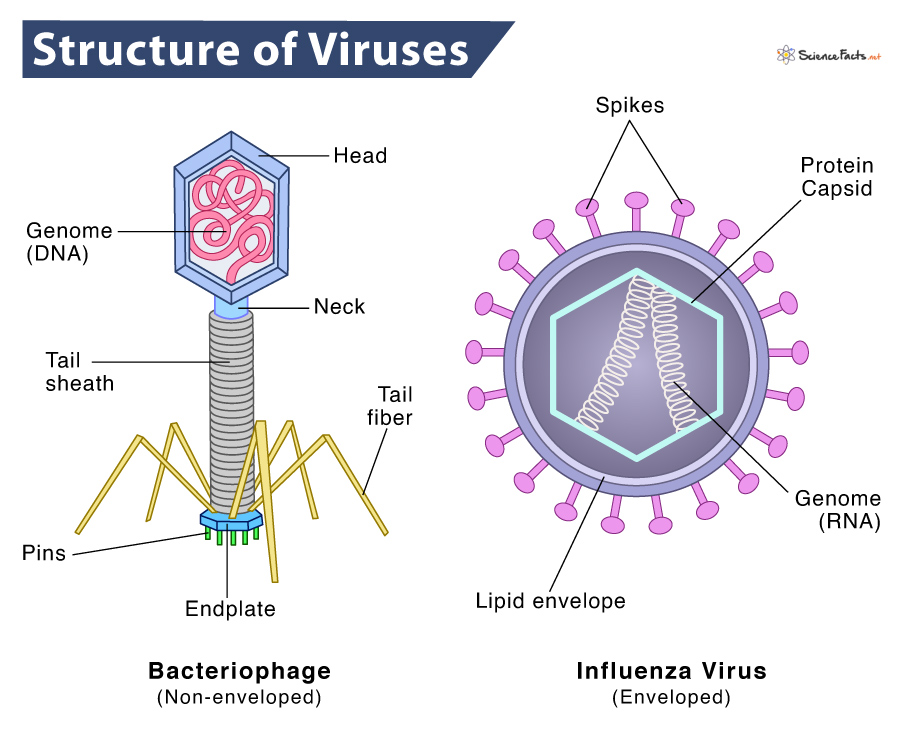 Structure of Viruses
ScienceFacts.net
Head
Genome
(DNA)
Neck
Tail
sheath
Tail
fiber
Pins
Endplate
Bacteriophage
(Non-enveloped)
Spikes
Protein
Capsid
Genome
(RNA)
Lipid envelope
Influenza Virus
(Enveloped)